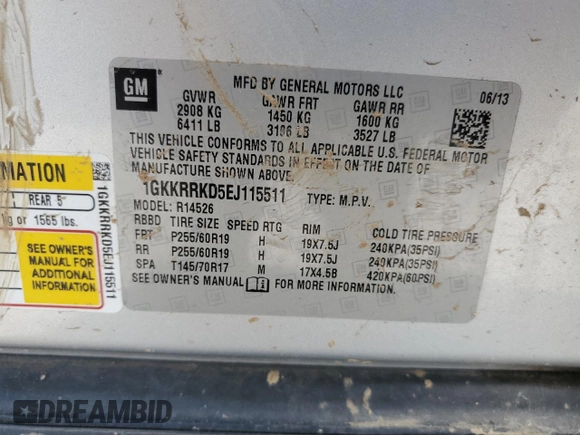 GM
MFD BY GENERAL MOTORS LLC
06/13
GVWR GAWR FRT GAWR RR
2908 KG 1450 KG 1600 KG
6411 LB 3196 LB 3527 LB
THIS VEHICLE CONFORMS TO ALL APPLICABLE U.S. FEDERAL MOTOR
VEHICLE SAFETY STANDARDS IN EFFECT ON THE DATE OF
MANUFACTURE SHOWN ABOVE.
1GKKRRKD5EJ115511 TYPE: M.P.V.
MODEL: R14526
RBBD TIRE SIZE SPEED RTG RIM COLD TIRE PRESSURE
FRT P255/60R19 H 19X7.5J 240KPA(35PSI)
RR P255/60R19 H 19X7.5J 240KPA(35PSI)
SPA T145/70R17 M 17X4.5B 420KPA(60PSI)
SEE OWNER'S MANUAL FOR MORE INFORMATION.
MATION
REAR 5
kg or 1565 lbs.
SEE OWNER'S
MANUAL FOR
ADDITIONAL
INFORMATION
1GKKRRKD5EJ115511
DREAMBID